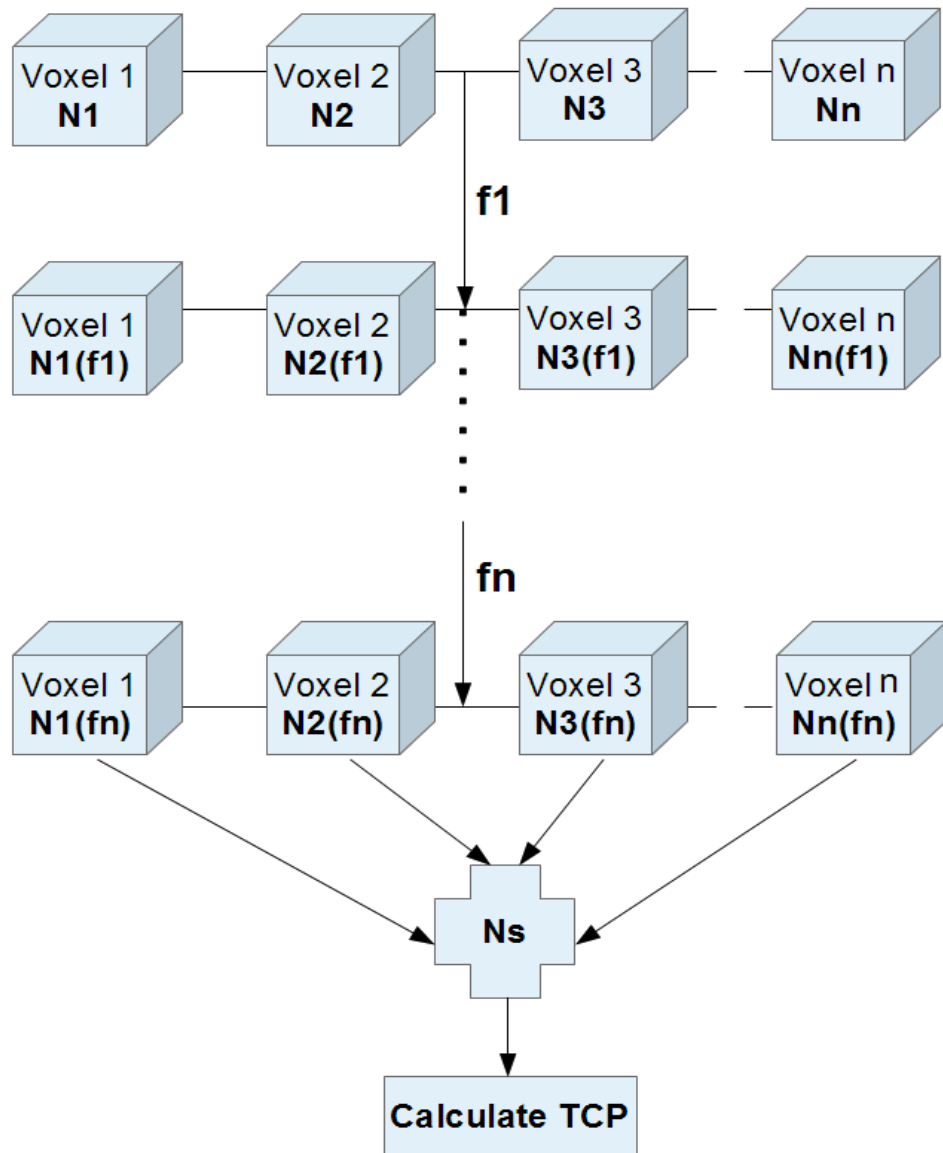 Voxel 1
N1
Voxel 2
N2
Voxel 3
N3
Voxel n
Nn
f1
Voxel 1
N1(f1)
Voxel 2
N2(f1)
Voxel 3
N3(f1)
Voxel n
Nn(f1)
fn
Voxel 1
N1(fn)
Voxel 2
N2(fn)
Voxel 3
N3(fn)
Voxel n
Nn(fn)
Ns
Calculate TCP